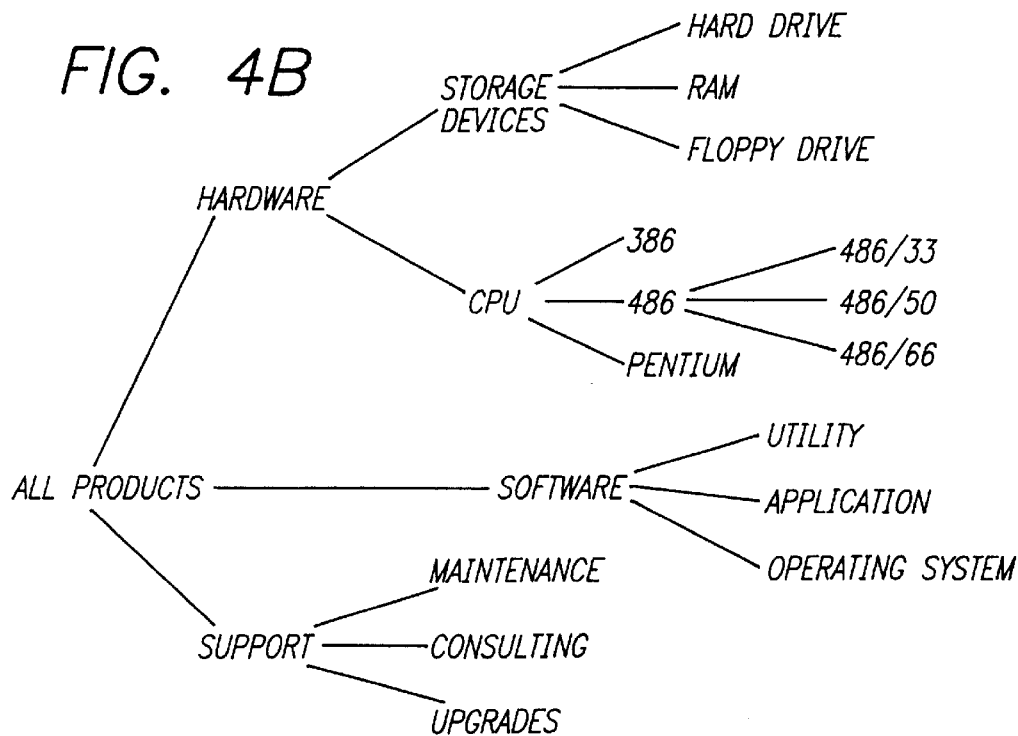 FIG. 4B
HARD DRIVE
STORAGE
DEVICES
RAM
FLOPPY DRIVE
HARDWARE
386
486/33
CPU
486
486/50
486/66
PENTIUM
UTILITY
ALL PRODUCTS
SOFTWARE
APPLICATION
OPERATING SYSTEM
MAINTENANCE
SUPPORT
CONSULTING
UPGRADES